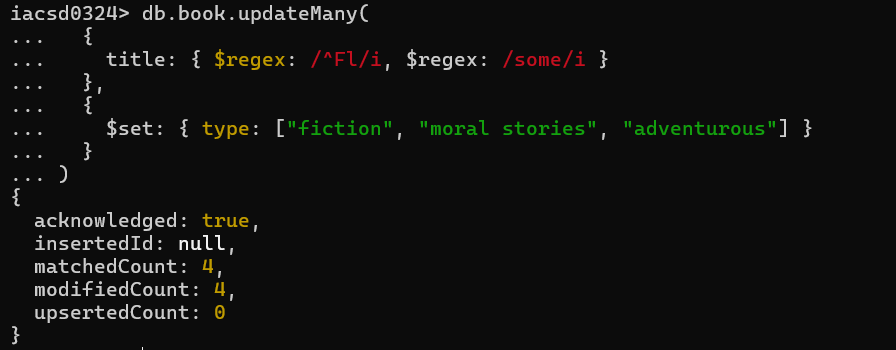 iacsd0324> db.book.updateMany(
...   {
...     title: { $regex: /^Fl/i, $regex: /some/i }
...   },
...   {
...     $set: { type: ["fiction", "moral stories", "adventurous"] }
...   }
... )
{
  acknowledged: true,
  insertedId: null,
  matchedCount: 4,
  modifiedCount: 4,
  upsertedCount: 0
}